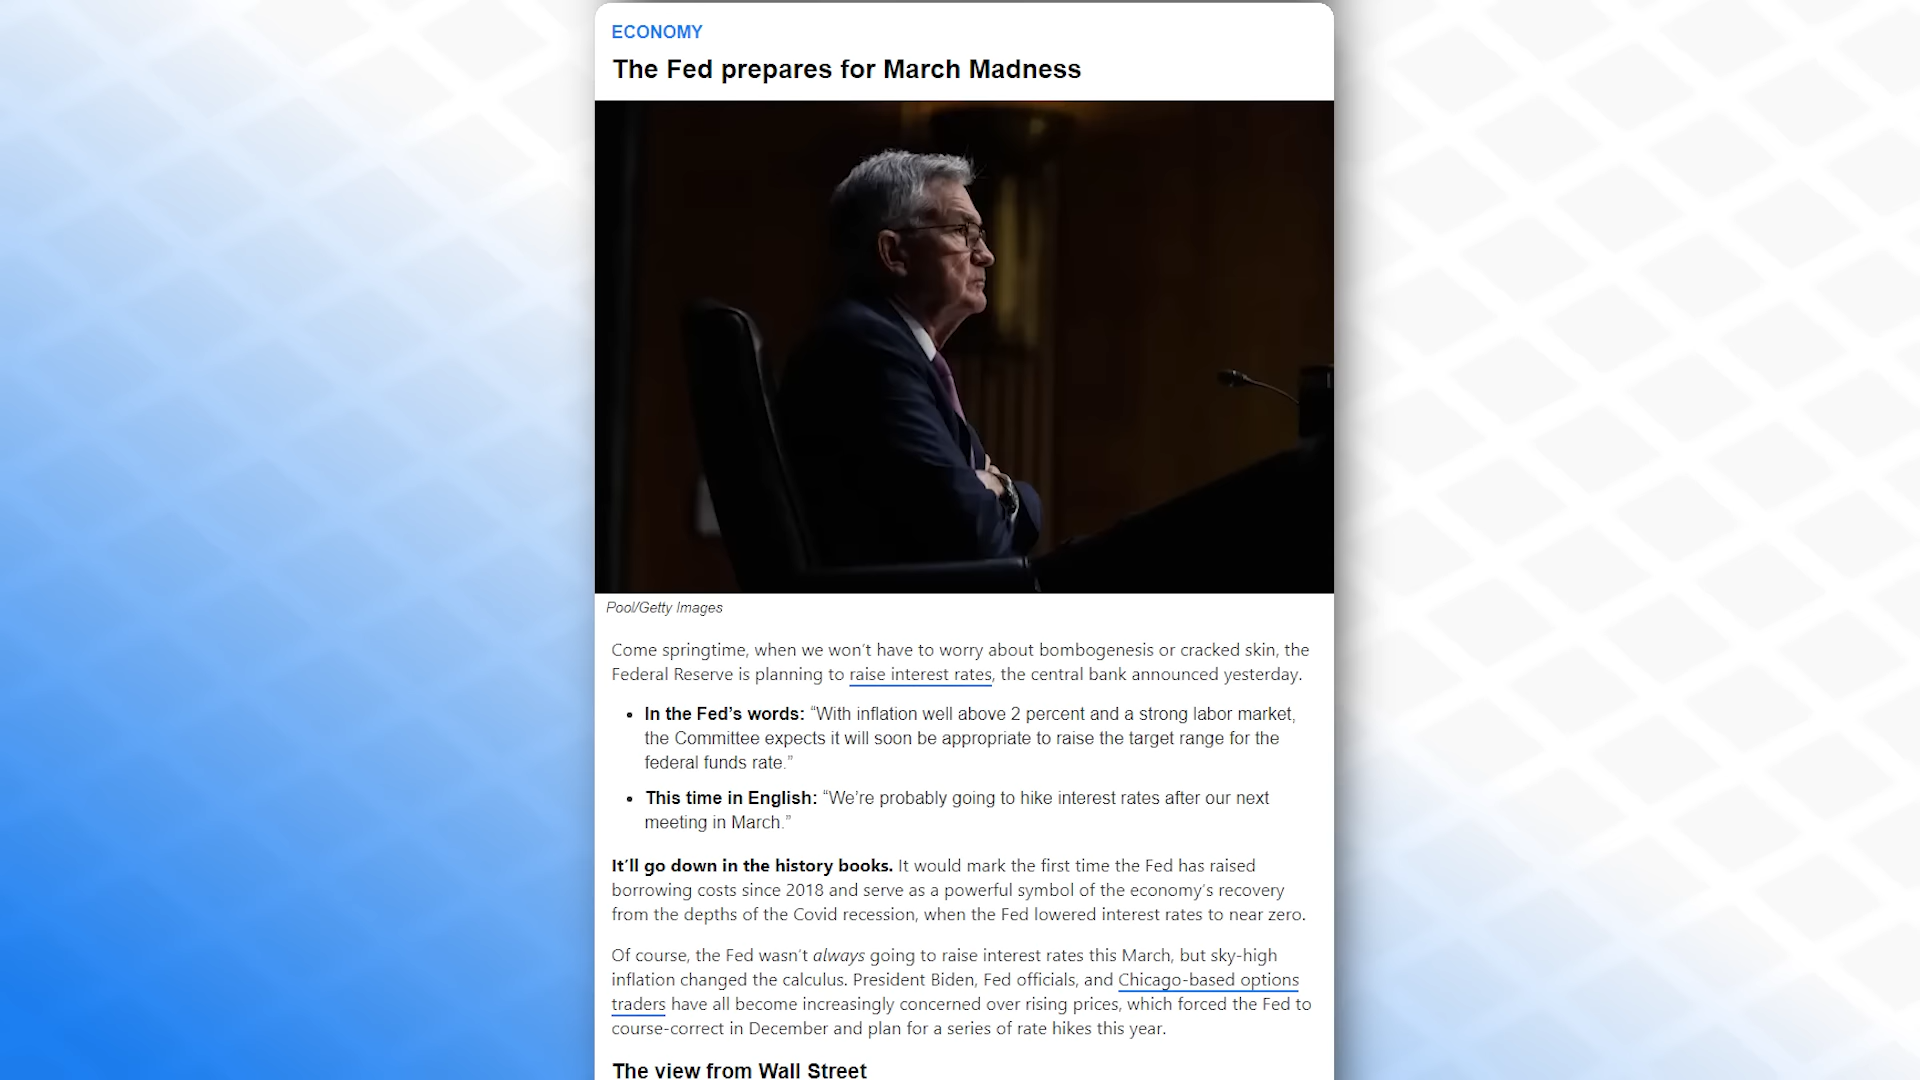 ECONOMY
The Fed prepares for March Madness
Pool/Getty Images
Come springtime, when we won’t have to worry about bombogenesis or cracked skin, the
Federal Reserve is planning to raise interest rates, the central bank announced yesterday.
• In the Fed’s words: “With inflation well above 2 percent and a strong labor market,
the Committee expects it will soon be appropriate to raise the target range for the
federal funds rate.”
• This time in English: “We’re probably going to hike interest rates after our next
meeting in March.”
It’ll go down in the history books. It would mark the first time the Fed has raised
borrowing costs since 2018 and serve as a powerful symbol of the economy’s recovery
from the depths of the Covid recession, when the Fed lowered interest rates to near zero.
Of course, the Fed wasn’t always going to raise interest rates this March, but sky-high
inflation changed the calculus. President Biden, Fed officials, and Chicago-based options
traders have all become increasingly concerned over rising prices, which forced the Fed to
course-correct in December and plan for a series of rate hikes this year.
The view from Wall Street